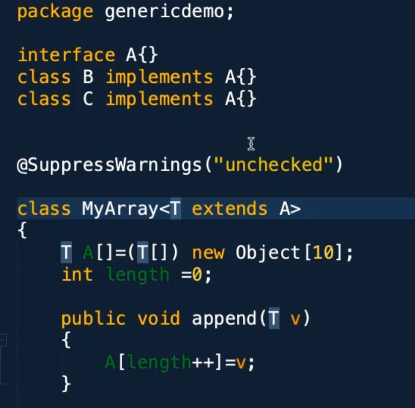 package genericdemo;
interface A{}
class B implements A{}
class C implements A{}
@SuppressWarnings("unchecked")
class MyArray<T extends A>
{
T A[]=(T[]) new Object[10];
int length =0;
public void append(T v)
{
A[length++]=v;
}